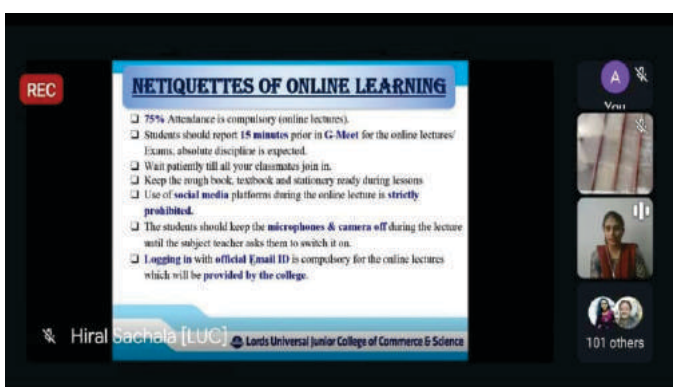 REC
NETIQUETTES OF ONLINE LEARNING
❑ 75% Attendance is compulsory (online lectures).
❑ Students should report 15 minutes prior in G-Meet for the online lectures/
Exams, absolute discipline is expected.
❑ Wait patiently till all your classmates join in.
❑ Keep the rough book, textbook and stationery ready during lessons
❑ Use of social media platforms during the online lecture is strictly
prohibited.
❑ The students should keep the microphones & camera off during the lecture
until the subject teacher asks them to switch it on.
❑ Logging in with official Email ID is compulsory for the online lectures
which will be provided by the college.
Hiral Sachala [LUC]
Lords Universal Junior College of Commerce & Science
A
You
101 others